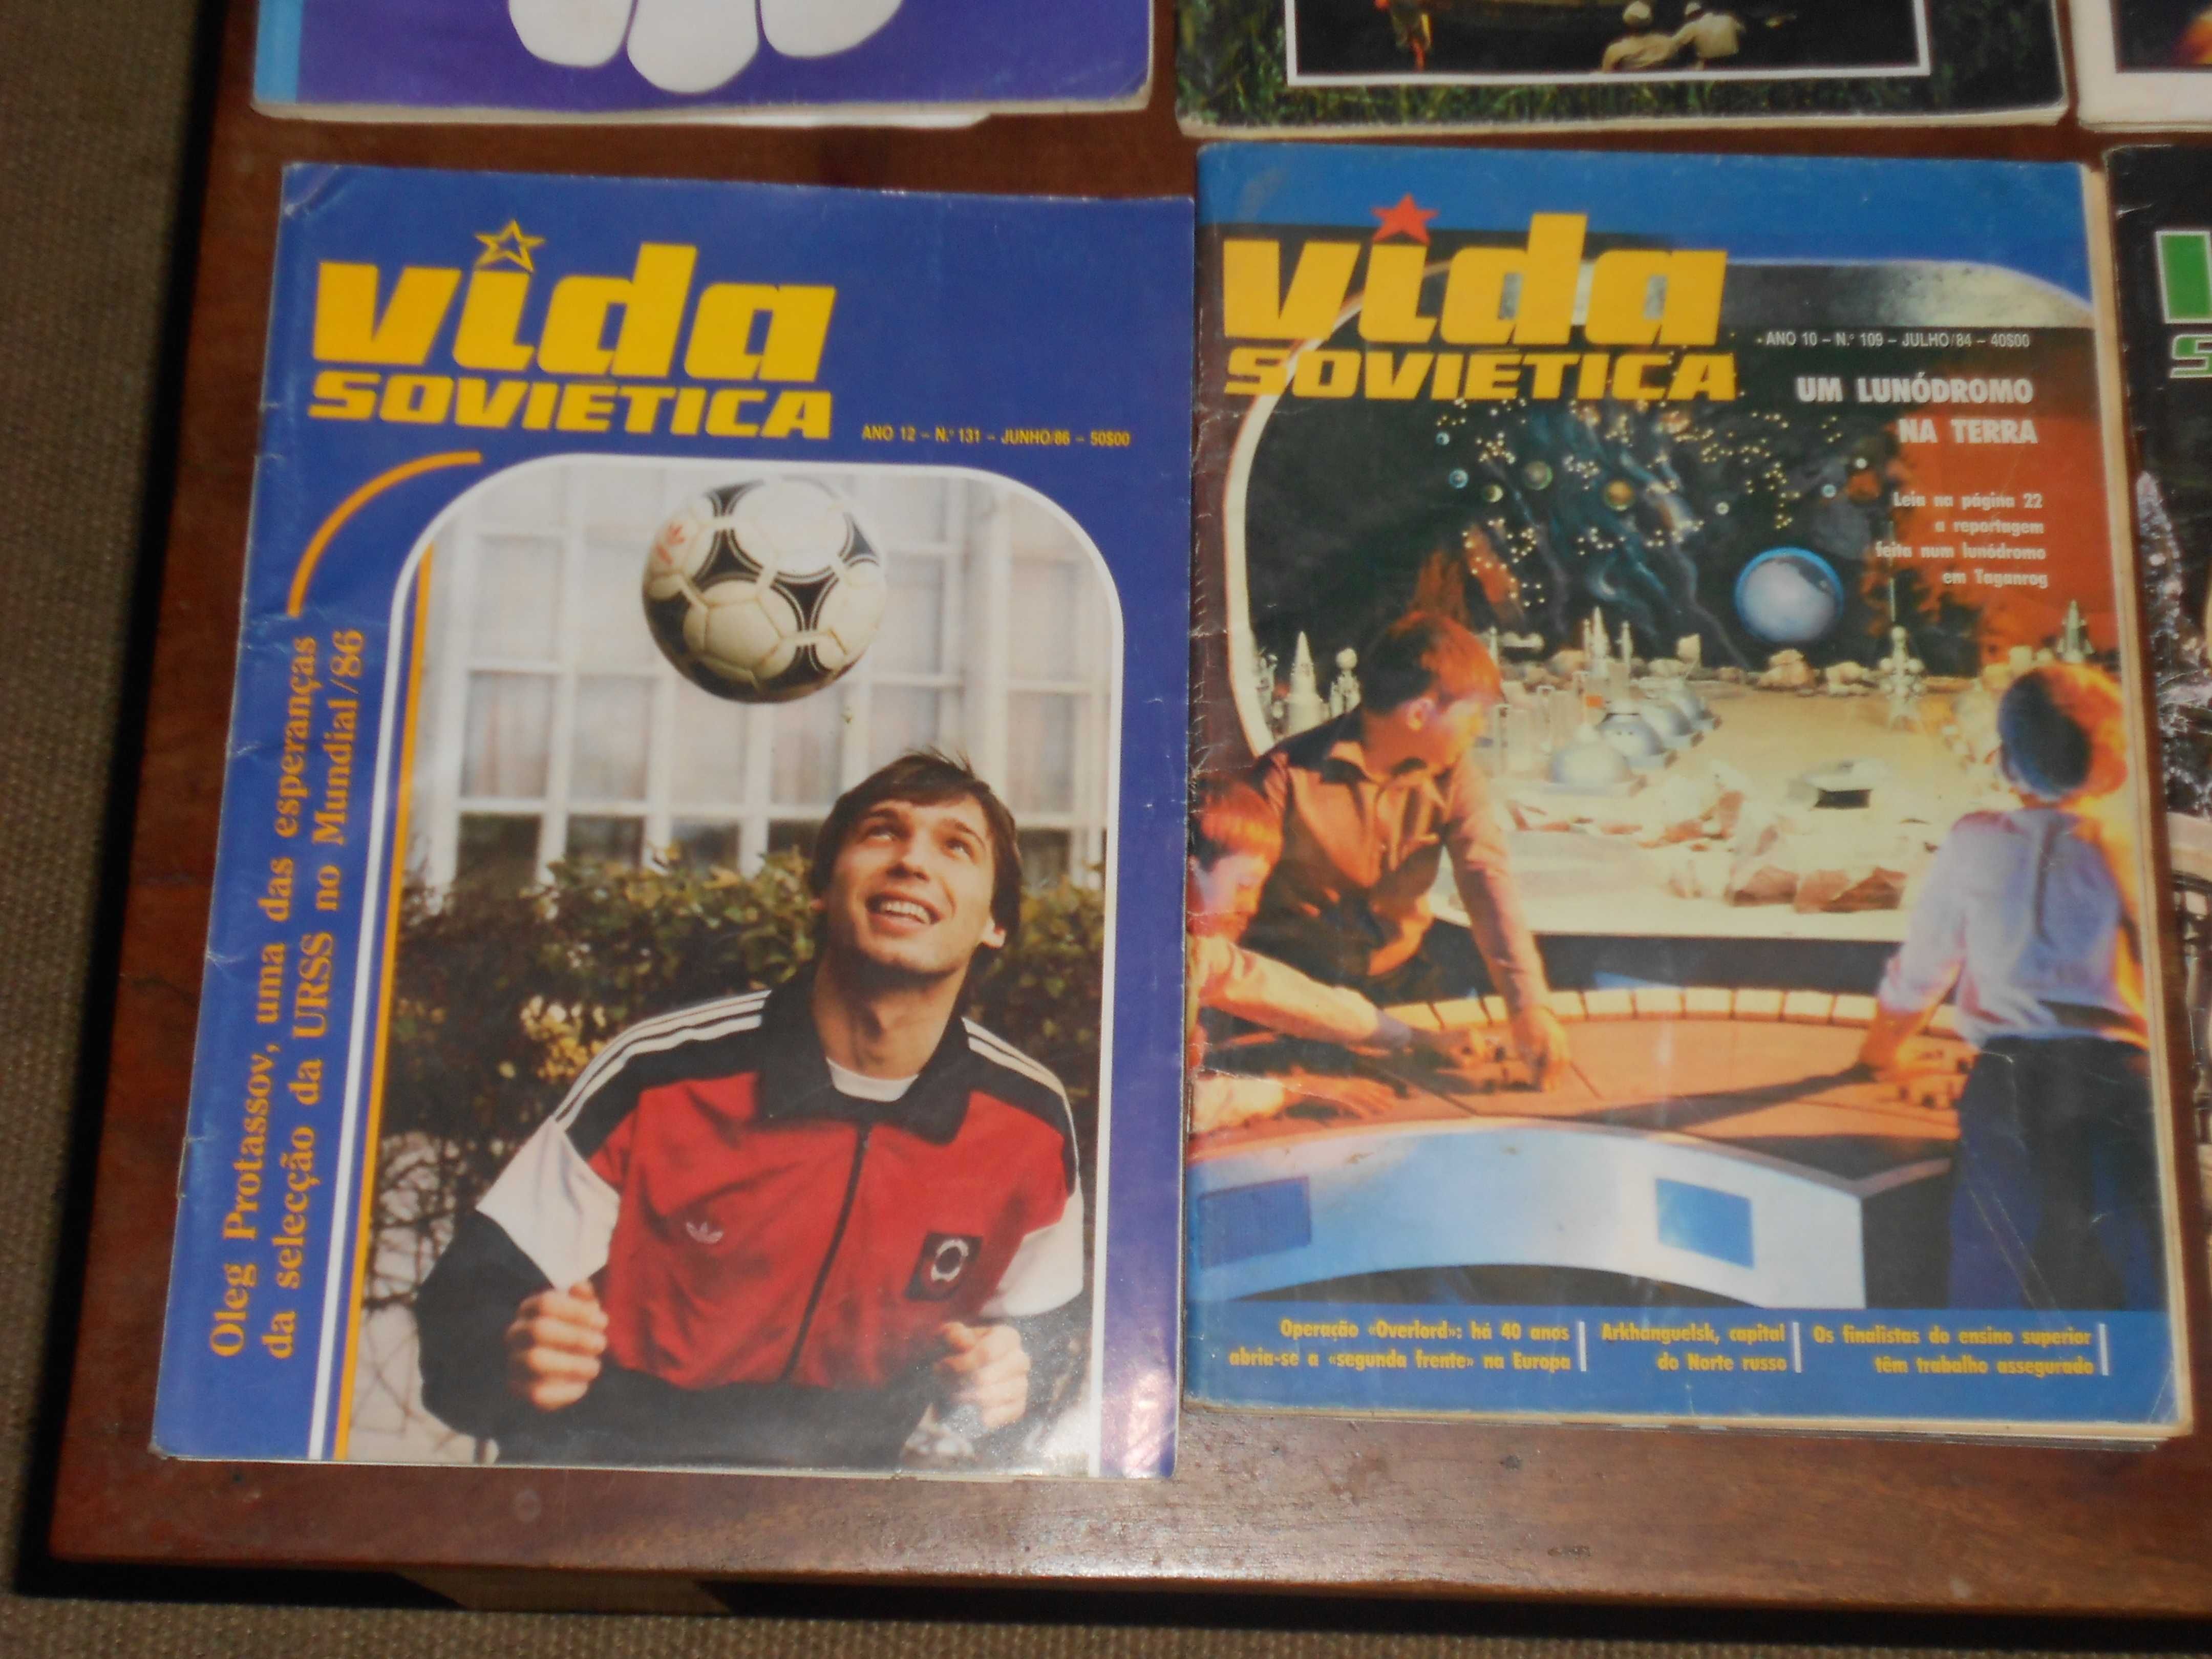 vida
SOVIÉTICA
ANO 12 – N.º 131 – JUNHO/86 – 50$00
Oleg Protassov, uma das esperanças
da selecção da URSS no Mundial/86
vida
SOVIÉTICA
ANO 10 – N.º 109 – JULHO/84 – 40$00
UM LUNÓDROMO
NA TERRA
Leia na página 22
a reportagem
feita num lunódromo
em Taganrog
Operação «Overlord»: há 40 anos
abria-se a «segunda frente» na Europa
Arkhanguelsk, capital
do Norte russo
Os finalistas do ensino superior
têm trabalho assegurado